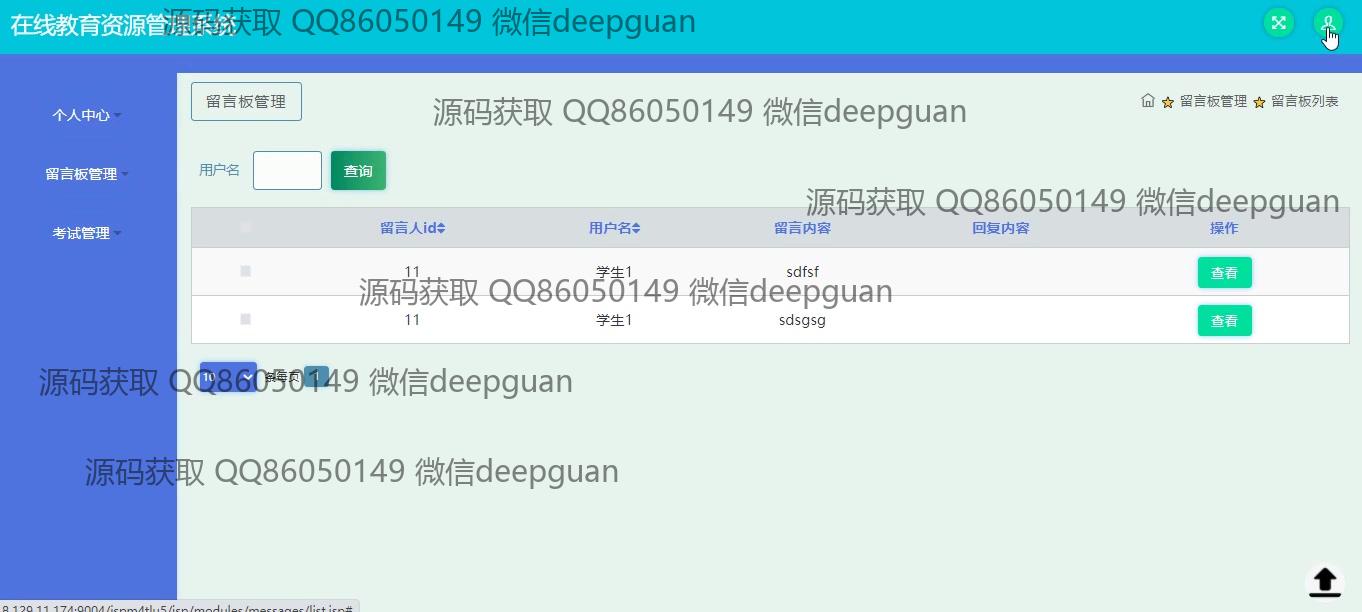 在线教育资源管理系统
源码获取 QQ86050149 微信deepguan
个人中心
留言板管理
考试管理
留言板管理
源码获取 QQ86050149 微信deepguan
留言板管理 留言板列表
用户名 查询
源码获取 QQ86050149 微信deepguan
留言人id 用户名 留言内容 回复内容 操作
11 学生1 sdfsf 查看
源码获取 QQ86050149 微信deepguan
11 学生1 sdsgsg 查看
10 条每页 1
源码获取 QQ86050149 微信deepguan
源码获取 QQ86050149 微信deepguan
8.129.11.174:9004/jspm4tlu5/jsp/modules/messages/list.jsp#